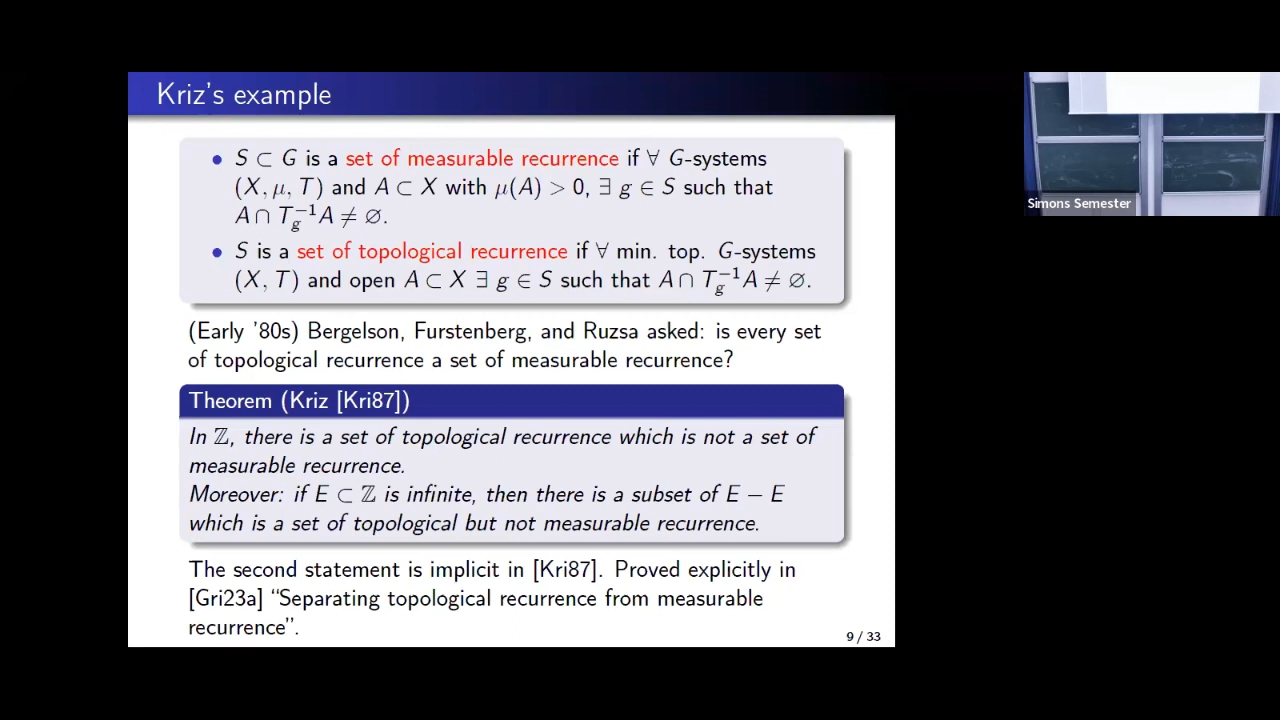 Kriz's example
• S ⊂ G is a set of measurable recurrence if ∀ G-systems
(X, μ, T) and A ⊂ X with μ(A) > 0, ∃ g ∈ S such that
A ∩ T_g^{-1}A ≠ ∅.
• S is a set of topological recurrence if ∀ min. top. G-systems
(X, T) and open A ⊂ X ∃ g ∈ S such that A ∩ T_g^{-1}A ≠ ∅.
(Early '80s) Bergelson, Furstenberg, and Ruzsa asked: is every set
of topological recurrence a set of measurable recurrence?
Theorem (Kriz [Kri87])
In ℤ, there is a set of topological recurrence which is not a set of
measurable recurrence.
Moreover: if E ⊂ ℤ is infinite, then there is a subset of E − E
which is a set of topological but not measurable recurrence.
The second statement is implicit in [Kri87]. Proved explicitly in
[Gri23a] “Separating topological recurrence from measurable
recurrence”.
9 / 33
Simons Semester